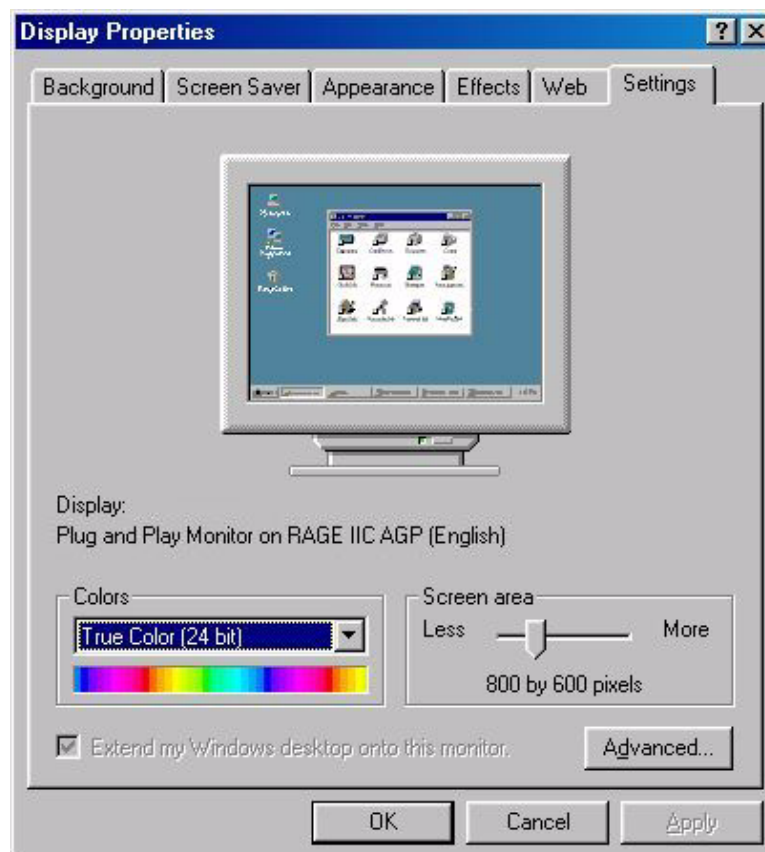 Display Properties
Background Screen Saver Appearance Effects Web Settings
Display:
Plug and Play Monitor on RAGE IIC AGP (English)
Colors
True Color (24 bit)
Screen area
Less More
800 by 600 pixels
Extend my Windows desktop onto this monitor.
Advanced...
OK Cancel Apply